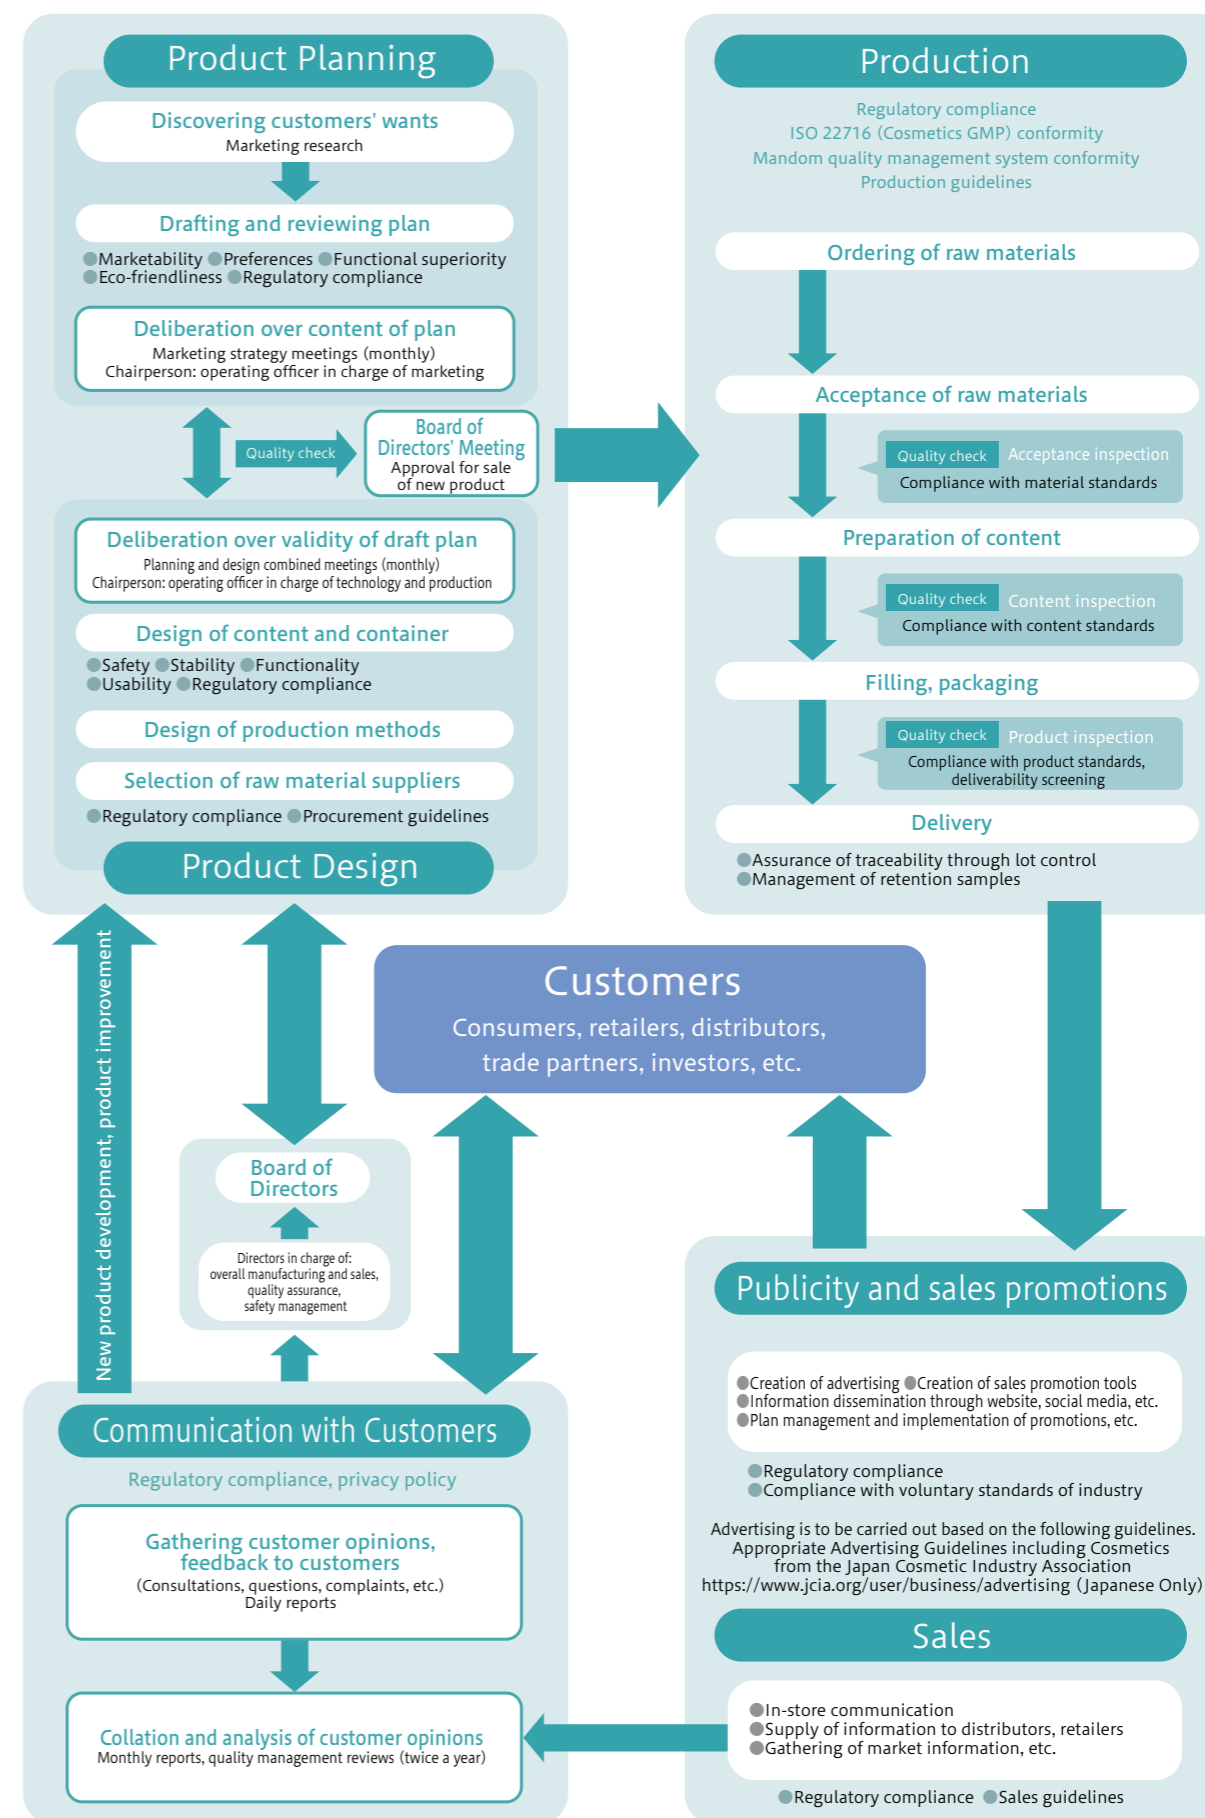 Product Planning
Discovering customers' wants
Marketing research
Drafting and reviewing plan
●Marketability ●Preferences ●Functional superiority
●Eco-friendliness ●Regulatory compliance
Deliberation over content of plan
Marketing strategy meetings (monthly)
Chairperson: operating officer in charge of marketing
Quality check
Board of
Directors' Meeting
Approval for sale
of new product
Deliberation over validity of draft plan
Planning and design combined meetings (monthly)
Chairperson: operating officer in charge of technology and production
Design of content and container
●Safety ●Stability ●Functionality
●Usability ●Regulatory compliance
Design of production methods
Selection of raw material suppliers
●Regulatory compliance ●Procurement guidelines
Product Design
Production
Regulatory compliance
ISO 22716 (Cosmetics GMP) conformity
Mandom quality management system conformity
Production guidelines
Ordering of raw materials
Acceptance of raw materials
Quality check Acceptance inspection
Compliance with material standards
Preparation of content
Quality check Content inspection
Compliance with content standards
Filling, packaging
Quality check Product inspection
Compliance with product standards,
deliverability screening
Delivery
●Assurance of traceability through lot control
●Management of retention samples
Customers
Consumers, retailers, distributors,
trade partners, investors, etc.
New product development, product improvement
Board of
Directors
Directors in charge of:
overall manufacturing and sales,
quality assurance,
safety management
Communication with Customers
Regulatory compliance, privacy policy
Gathering customer opinions,
feedback to customers
(Consultations, questions, complaints, etc.)
Daily reports
Collation and analysis of customer opinions
Monthly reports, quality management reviews (twice a year)
Publicity and sales promotions
●Creation of advertising ●Creation of sales promotion tools
●Information dissemination through website, social media, etc.
●Plan management and implementation of promotions, etc.
●Regulatory compliance
●Compliance with voluntary standards of industry
Advertising is to be carried out based on the following guidelines.
Appropriate Advertising Guidelines including Cosmetics
from the Japan Cosmetic Industry Association
https://www.jcia.org/user/business/advertising (Japanese Only)
Sales
●In-store communication
●Supply of information to distributors, retailers
●Gathering of market information, etc.
●Regulatory compliance ●Sales guidelines